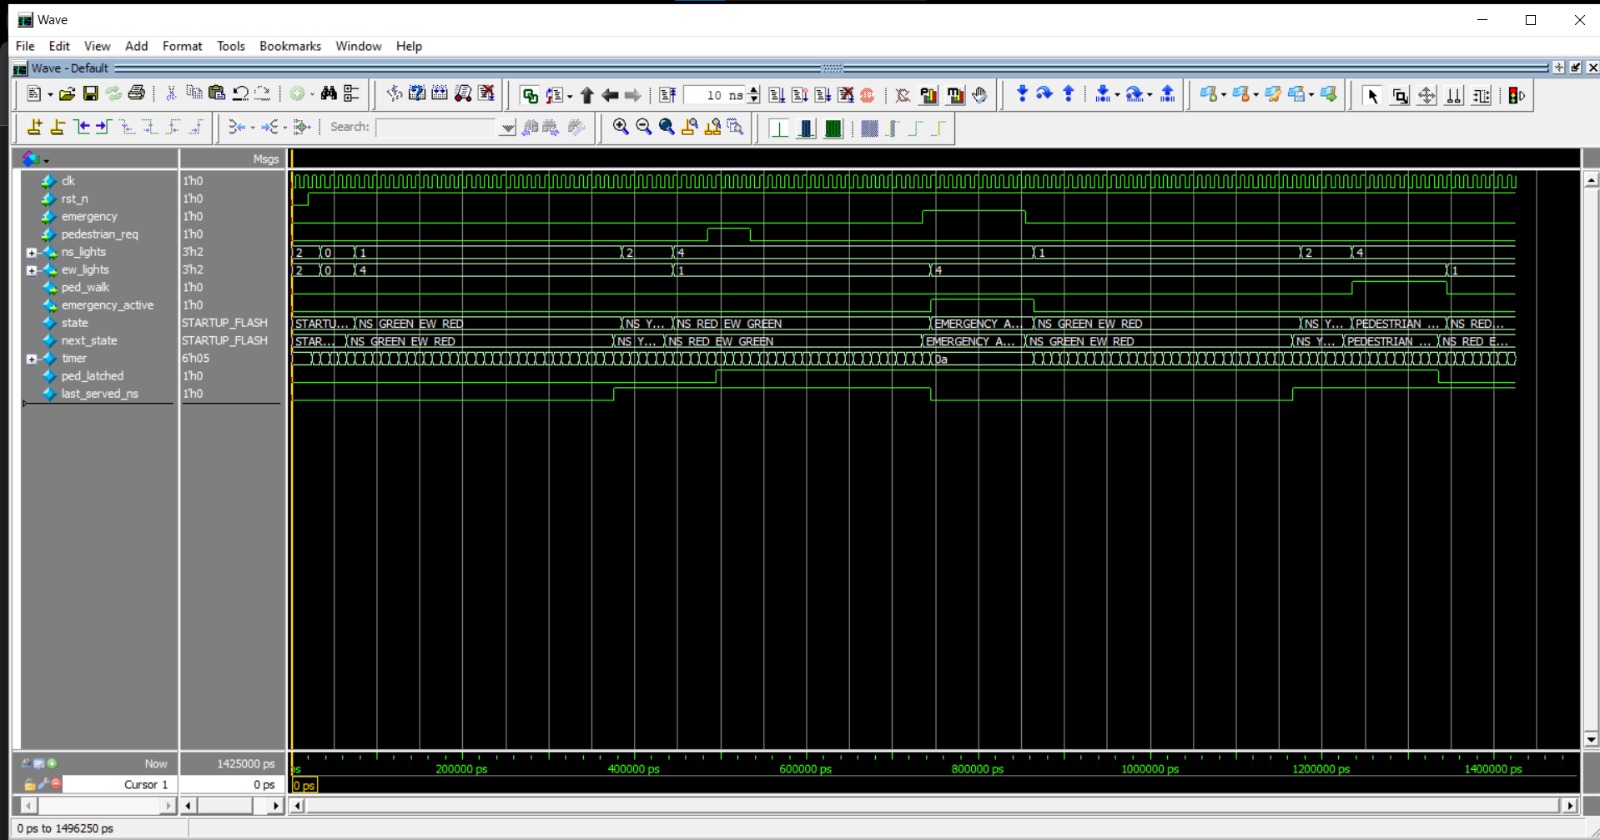 Wave
File Edit View Add Format Tools Bookmarks Window Help
Wave - Default
10 ns
Search:
Msgs
clk 1'h0
rst_n 1'h0
emergency 1'h0
pedestrian_req 1'h0
ns_lights 3'h2 2 0 1 2 4 1 2 4
ew_lights 3'h2 2 0 4 1 4 1
ped_walk 1'h0
emergency_active 1'h0
state STARTUP_FLASH STARTU... NS_GREEN_EW_RED NS_Y... NS_RED_EW_GREEN EMERGENCY_A... NS_GREEN_EW_RED NS_Y... PEDESTRIAN_... NS_RED...
next_state STARTUP_FLASH STAR... NS_GREEN_EW_RED NS_Y... NS_RED_EW_GREEN EMERGENCY_A... NS_GREEN_EW_RED NS_Y... PEDESTRIAN_... NS_RED_E...
timer 6'h05 0a
ped_latched 1'h0
last_served_ns 1'h0
Now 1425000 ps ps 200000 ps 400000 ps 600000 ps 800000 ps 1000000 ps 1200000 ps 1400000 ps
Cursor 1 0 ps 0 ps
0 ps to 1496250 ps